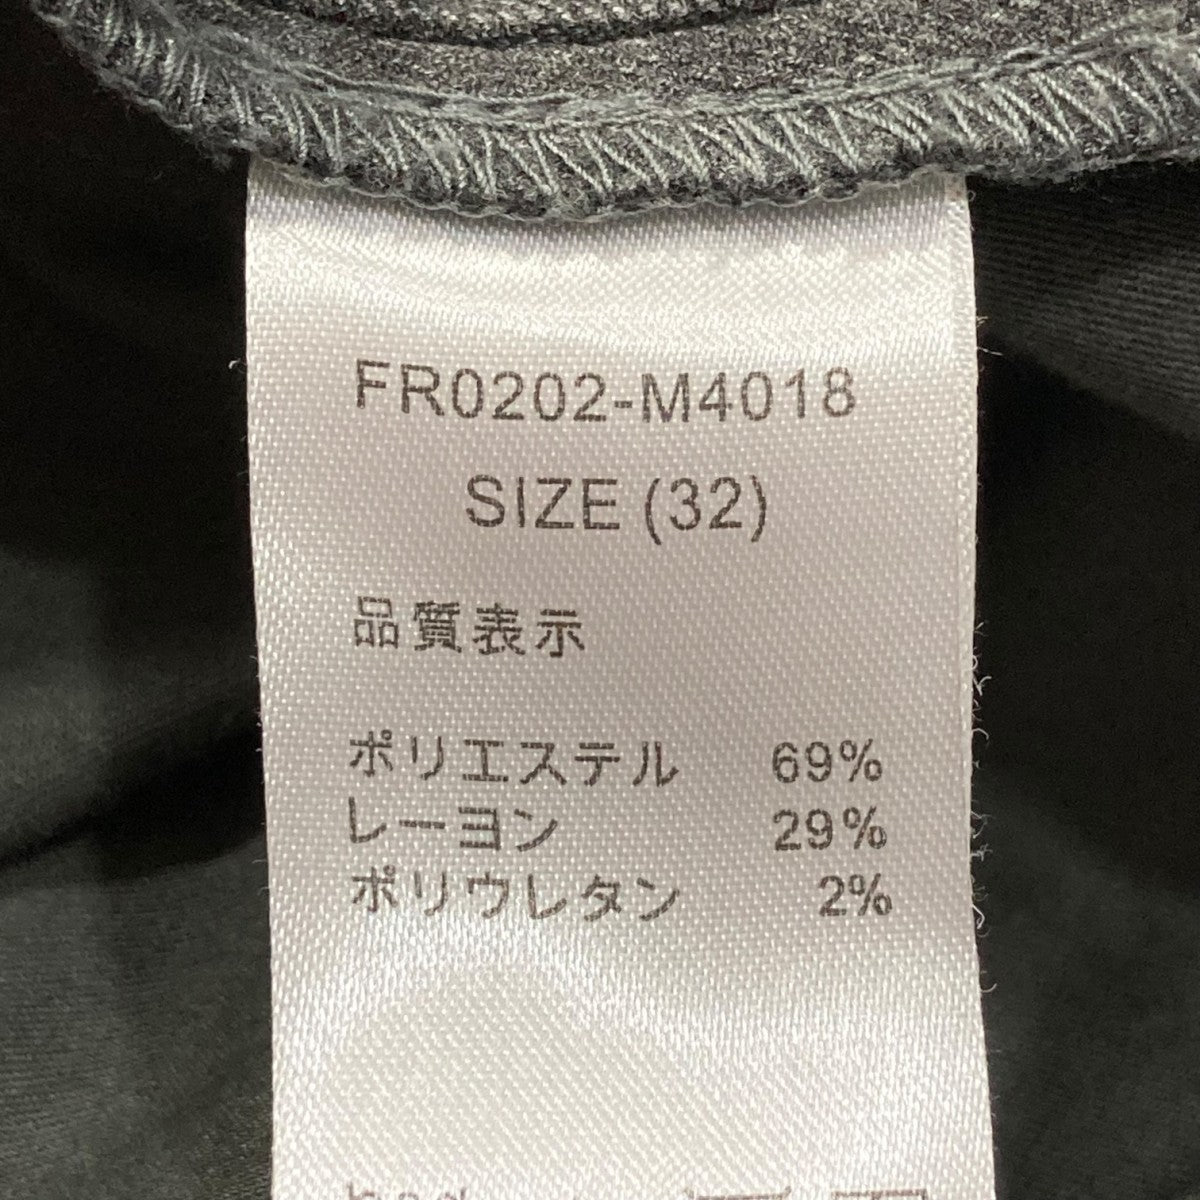 FR0202-M4018
SIZE (32)
品質表示
ポリエステル 69%
レーヨン 29%
ポリウレタン 2%